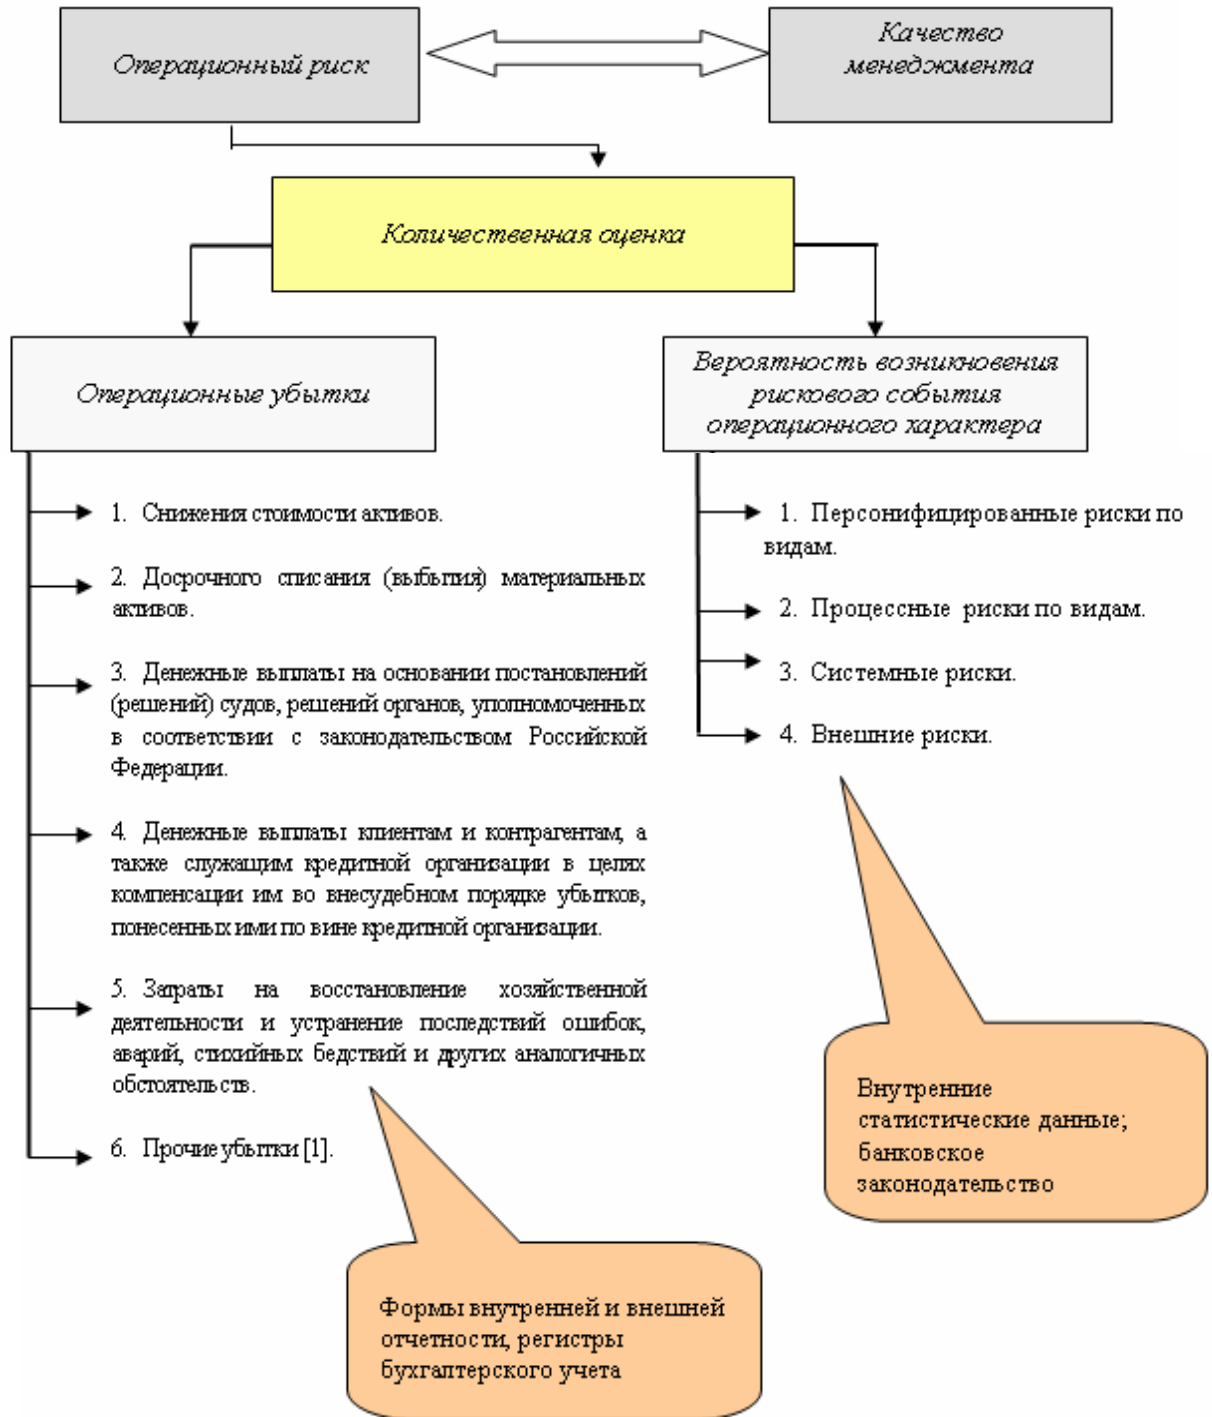 Операционный риск
Качество
менеджмента
Количественная оценка
Операционные убытки
Вероятность возникновения
рискового события
операционного характера
1. Снижения стоимости активов.
2. Досрочного списания (выбытия) материальных
активов.
3. Денежные выплаты на основании постановлений
(решений) судов, решений органов, уполномоченных
в соответствии с законодательством Российской
Федерации.
4. Денежные выплаты клиентам и контрагентам, а
также служащим кредитной организации в целях
компенсации им во внесудебном порядке убытков,
понесенных ими по вине кредитной организации.
5. Затраты на восстановление хозяйственной
деятельности и устранение последствий ошибок,
аварий, стихийных бедствий и других аналогичных
обстоятельств.
6. Прочие убытки [1].
1. Персонифицированные риски по
видам.
2. Процессные риски по видам.
3. Системные риски.
4. Внешние риски.
Внутренние
статистические данные;
банковское
законодательство
Формы внутренней и внешней
отчетности, регистры
бухгалтерского учета